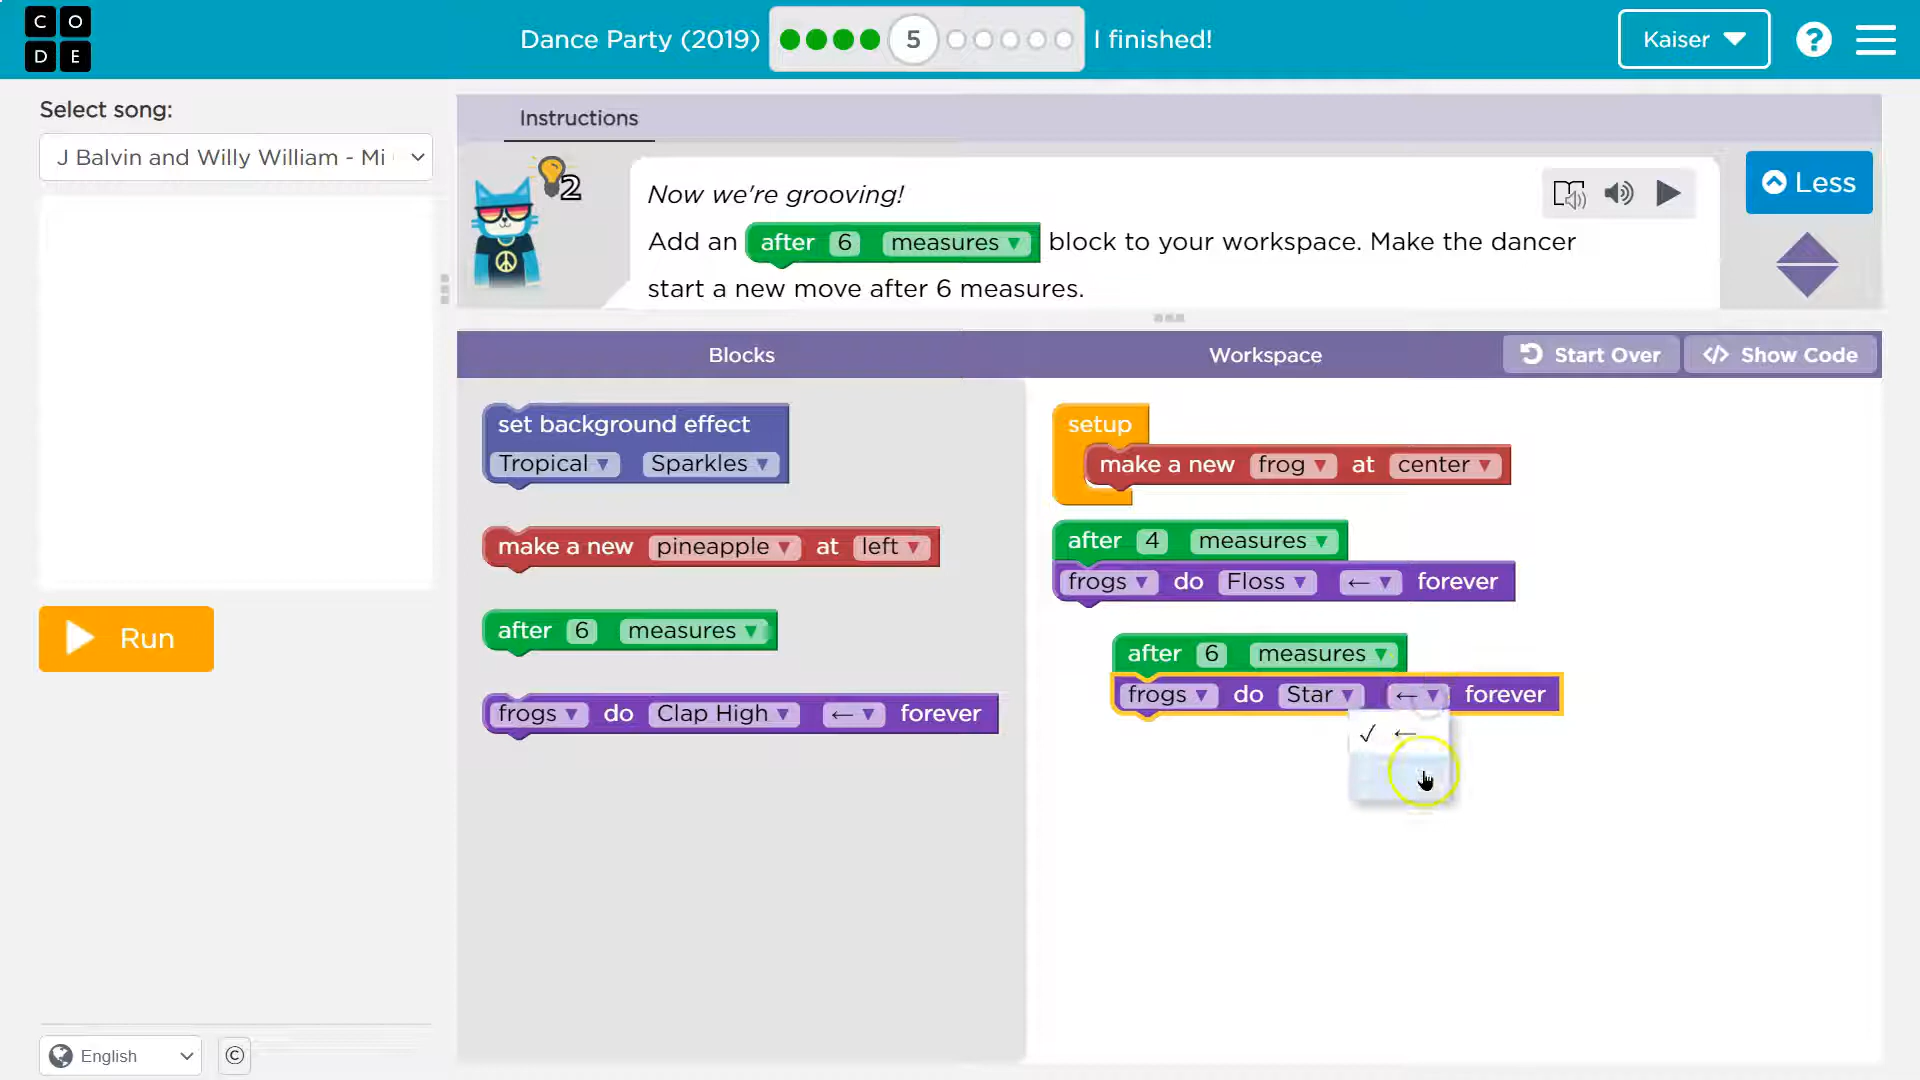 C O
D E
Dance Party (2019)
5
I finished!
Kaiser
?
Select song:
J Balvin and Willy William - Mi
Run
English
©
Instructions
2
Now we're grooving!
Add an after 6 measures block to your workspace. Make the dancer
start a new move after 6 measures.
Less
Blocks
Workspace
Start Over
Show Code
set background effect
Tropical Sparkles
make a new pineapple at left
after 6 measures
frogs do Clap High ← forever
setup
make a new frog at center
after 4 measures
frogs do Floss ← forever
after 6 measures
frogs do Star ← forever
✓ ←